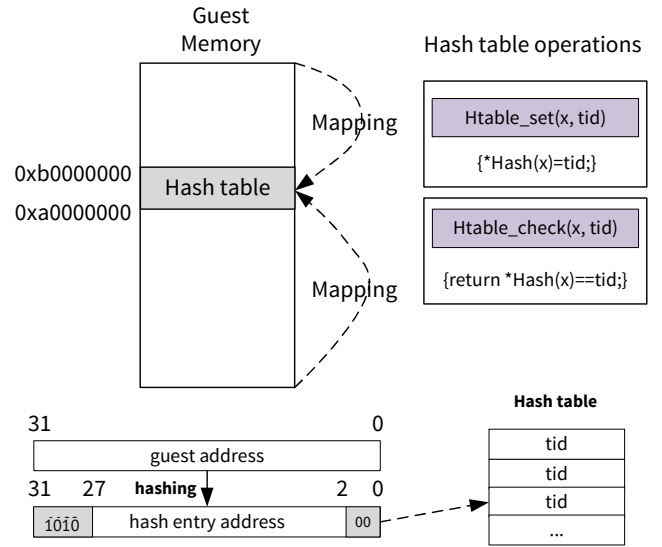 Guest
Memory
Hash table operations
Mapping
Htable_set(x, tid)
{*Hash(x)=tid;}
0xb0000000
Hash table
0xa0000000
Htable_check(x, tid)
{return *Hash(x)==tid;}
Mapping
Hash table
31 0
guest address
tid
tid
31 27 hashing 2 0
tid
1010 hash entry address 00
...